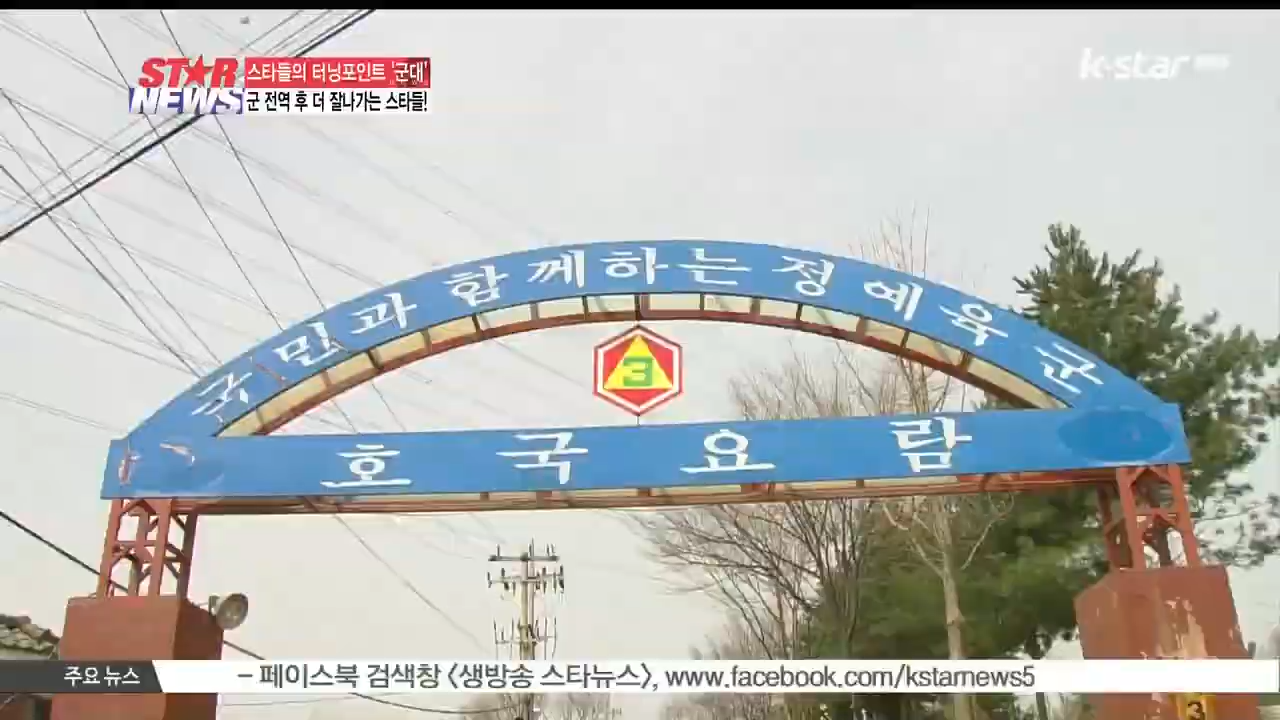 STAR NEWS
스타들의 터닝포인트 '군대'
군 전역 후 더 잘나가는 스타들!
k·star
국민과 함께하는 정예육군
3
호국요람
3
주요 뉴스
- 페이스북 검색창 〈생방송 스타뉴스〉, www.facebook.com/kstarnews5